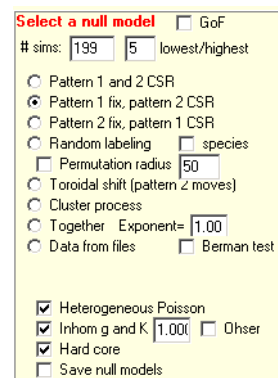 Select a null model GoF
# sims: 199 5 lowest/highest
Pattern 1 and 2 CSR
Pattern 1 fix, pattern 2 CSR
Pattern 2 fix, pattern 1 CSR
Random labeling species
Permutation radius 50
Toroidal shift (pattern 2 moves)
Cluster process
Together Exponent= 1.00
Data from files Berman test
Heterogeneous Poisson
Inhom g and K 1.000 Ohser
Hard core
Save null models